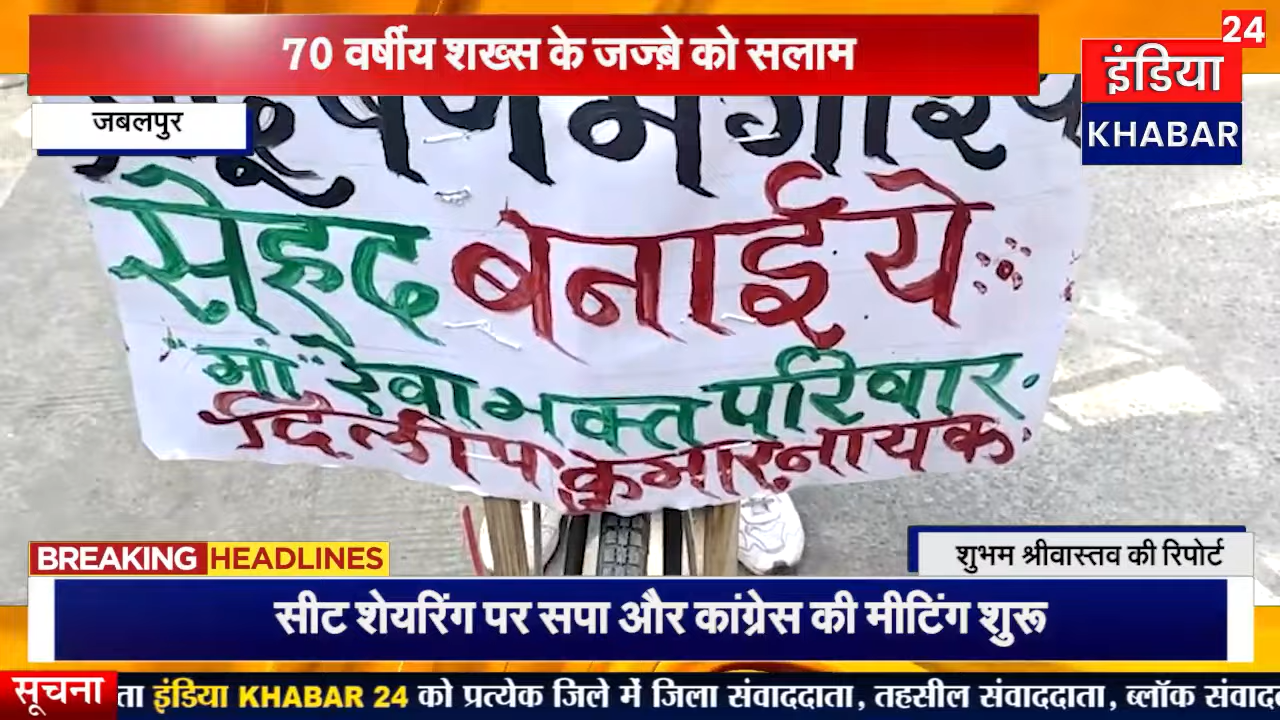 24
70 वर्षीय शख्स के जज्बे़ को सलाम
इंडिया
KHABAR
जबलपुर
सेहद बनाईये
माँ रेवा भक्त परिवार.
दिलीप कुमार नायक
BREAKING HEADLINES
शुभम श्रीवास्तव की रिपोर्ट
सीट शेयरिंग पर सपा और कांग्रेस की मीटिंग शुरू
सूचना ता इंडिया KHABAR 24 को प्रत्येक जिले में जिला संवाददाता, तहसील संवाददाता, ब्लॉक संवाद